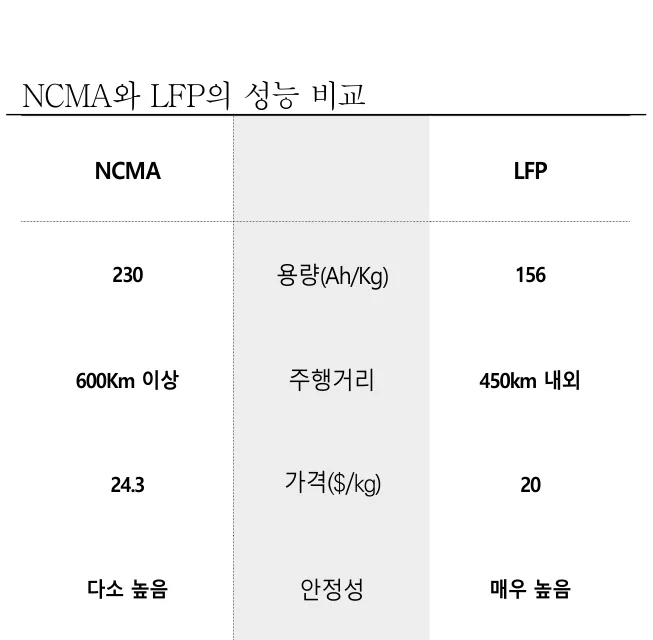 NCMA와 LFP의 성능 비교
NCMA LFP
230 용량(Ah/Kg) 156
600Km 이상 주행거리 450km 내외
24.3 가격($/kg) 20
다소 높음 안정성 매우 높음